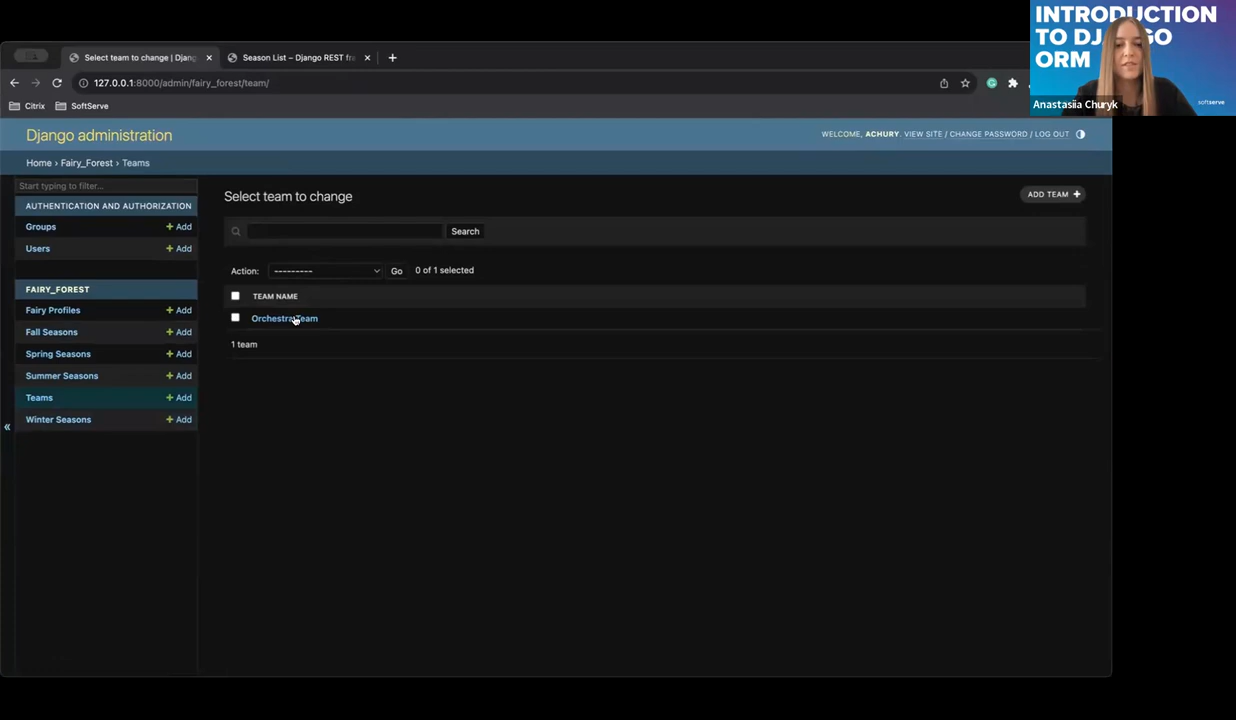 INTRODUCTION
TO DJANGO
ORM
softserve
Anastasiia Churyk
Select team to change | Djang
Season List – Django REST fra
127.0.0.1:8000/admin/fairy_forest/team/
Citrix
SoftServe
Django administration
WELCOME, ACHURY. VIEW SITE / CHANGE PASSWORD / LOG OUT
Home › Fairy_Forest › Teams
Start typing to filter...
AUTHENTICATION AND AUTHORIZATION
Groups + Add
Users + Add
FAIRY_FOREST
Fairy Profiles + Add
Fall Seasons + Add
Spring Seasons + Add
Summer Seasons + Add
Teams + Add
Winter Seasons + Add
«
Select team to change
ADD TEAM +
Search
Action: --------- Go 0 of 1 selected
TEAM NAME
Orchestra Team
1 team